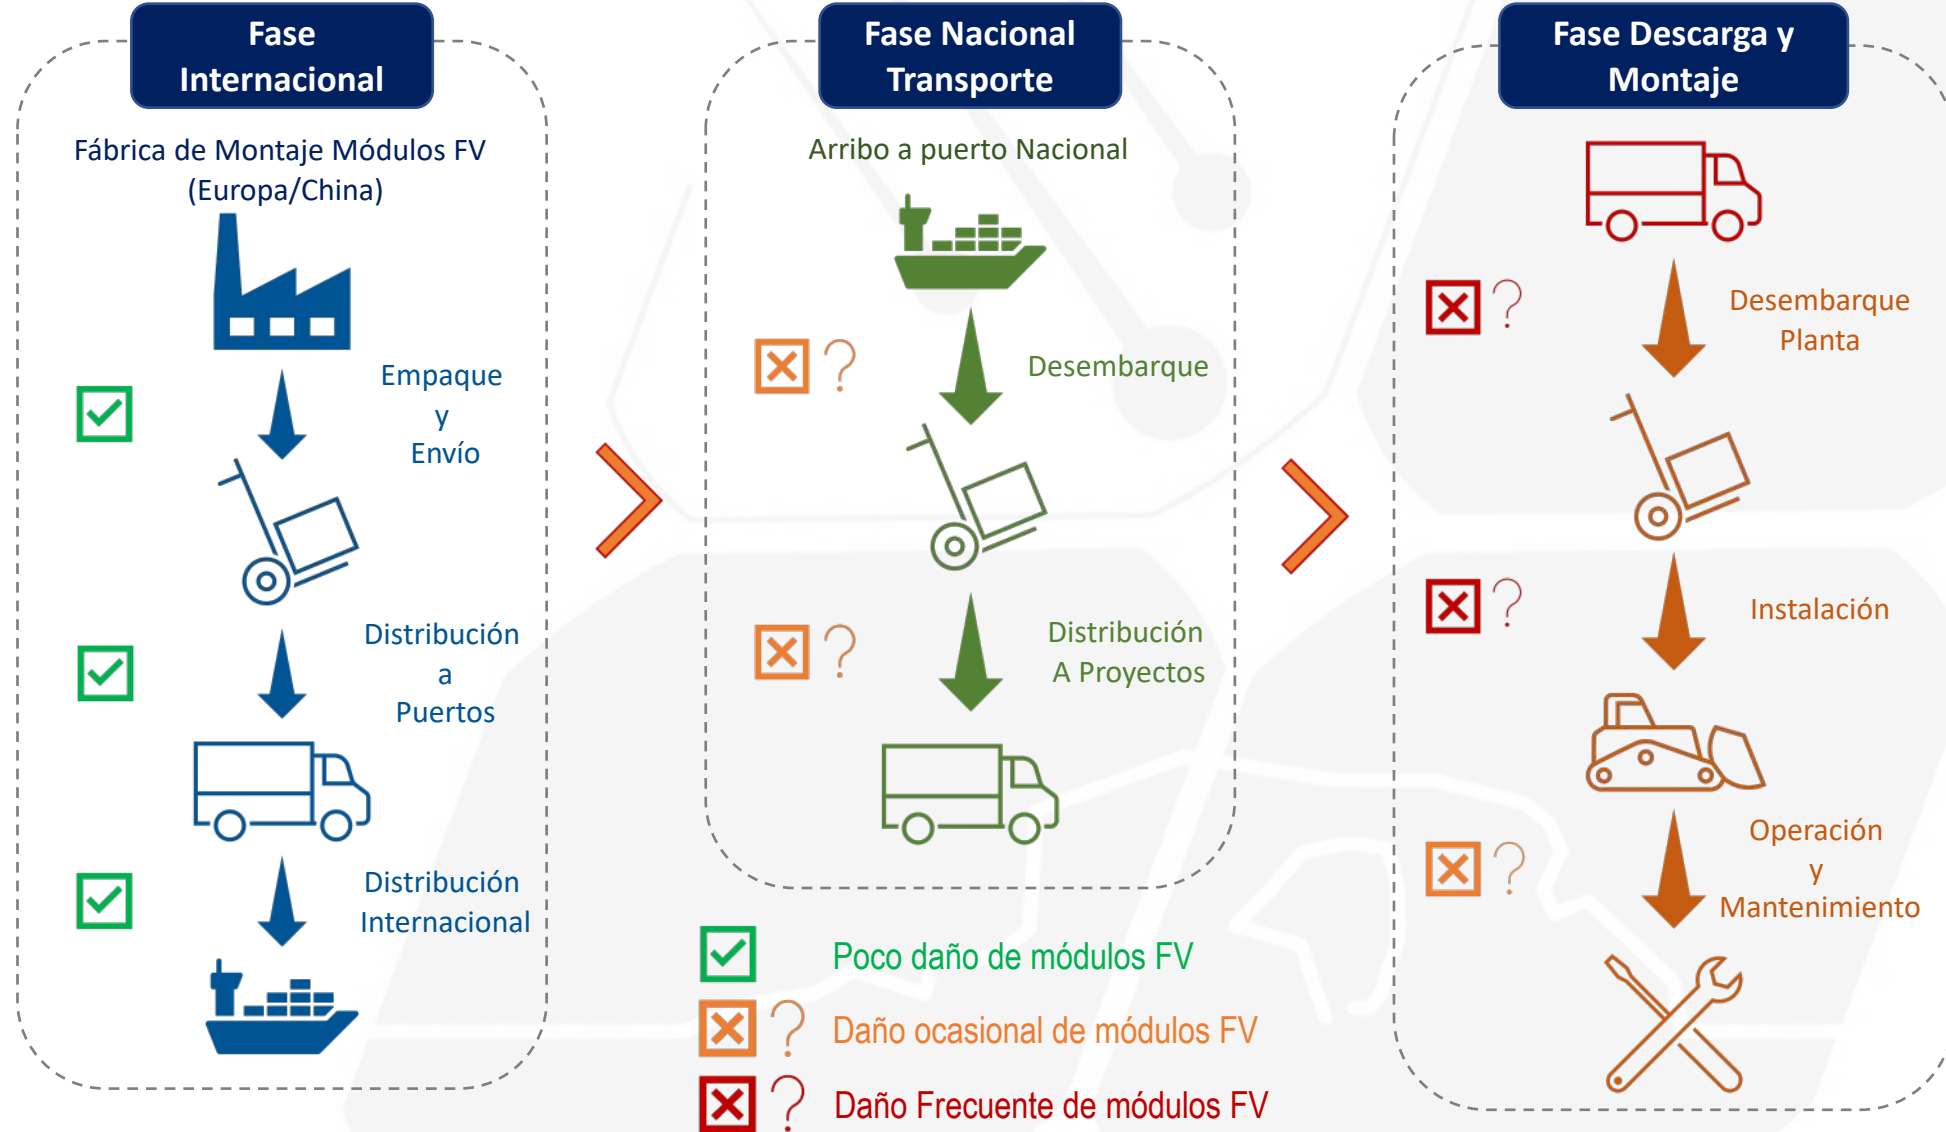 Fase
Internacional
Fábrica de Montaje Módulos FV
(Europa/China)
Empaque
y
Envío
Distribución
a
Puertos
Distribución
Internacional
Fase Nacional
Transporte
Arribo a puerto Nacional
Desembarque
Distribución
A Proyectos
Fase Descarga y
Montaje
Desembarque
Planta
Instalación
Operación
y
Mantenimiento
Poco daño de módulos FV
? Daño ocasional de módulos FV
? Daño Frecuente de módulos FV